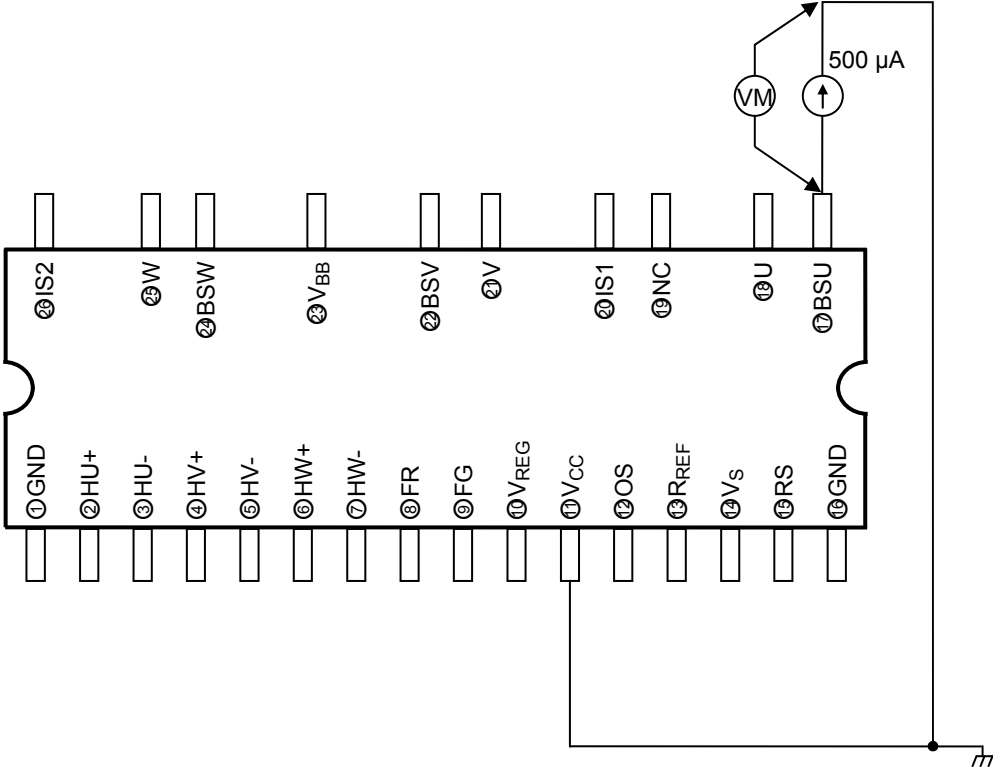 500 μA
VM
㉖IS2
㉕W
㉔BSW
㉓VBB
㉒BSV
㉑V
⑳IS1
⑲NC
⑱U
⑰BSU
①GND
②HU+
③HU-
④HV+
⑤HV-
⑥HW+
⑦HW-
⑧FR
⑨FG
⑩VREG
⑪VCC
⑫OS
⑬RREF
⑭VS
⑮RS
⑯GND